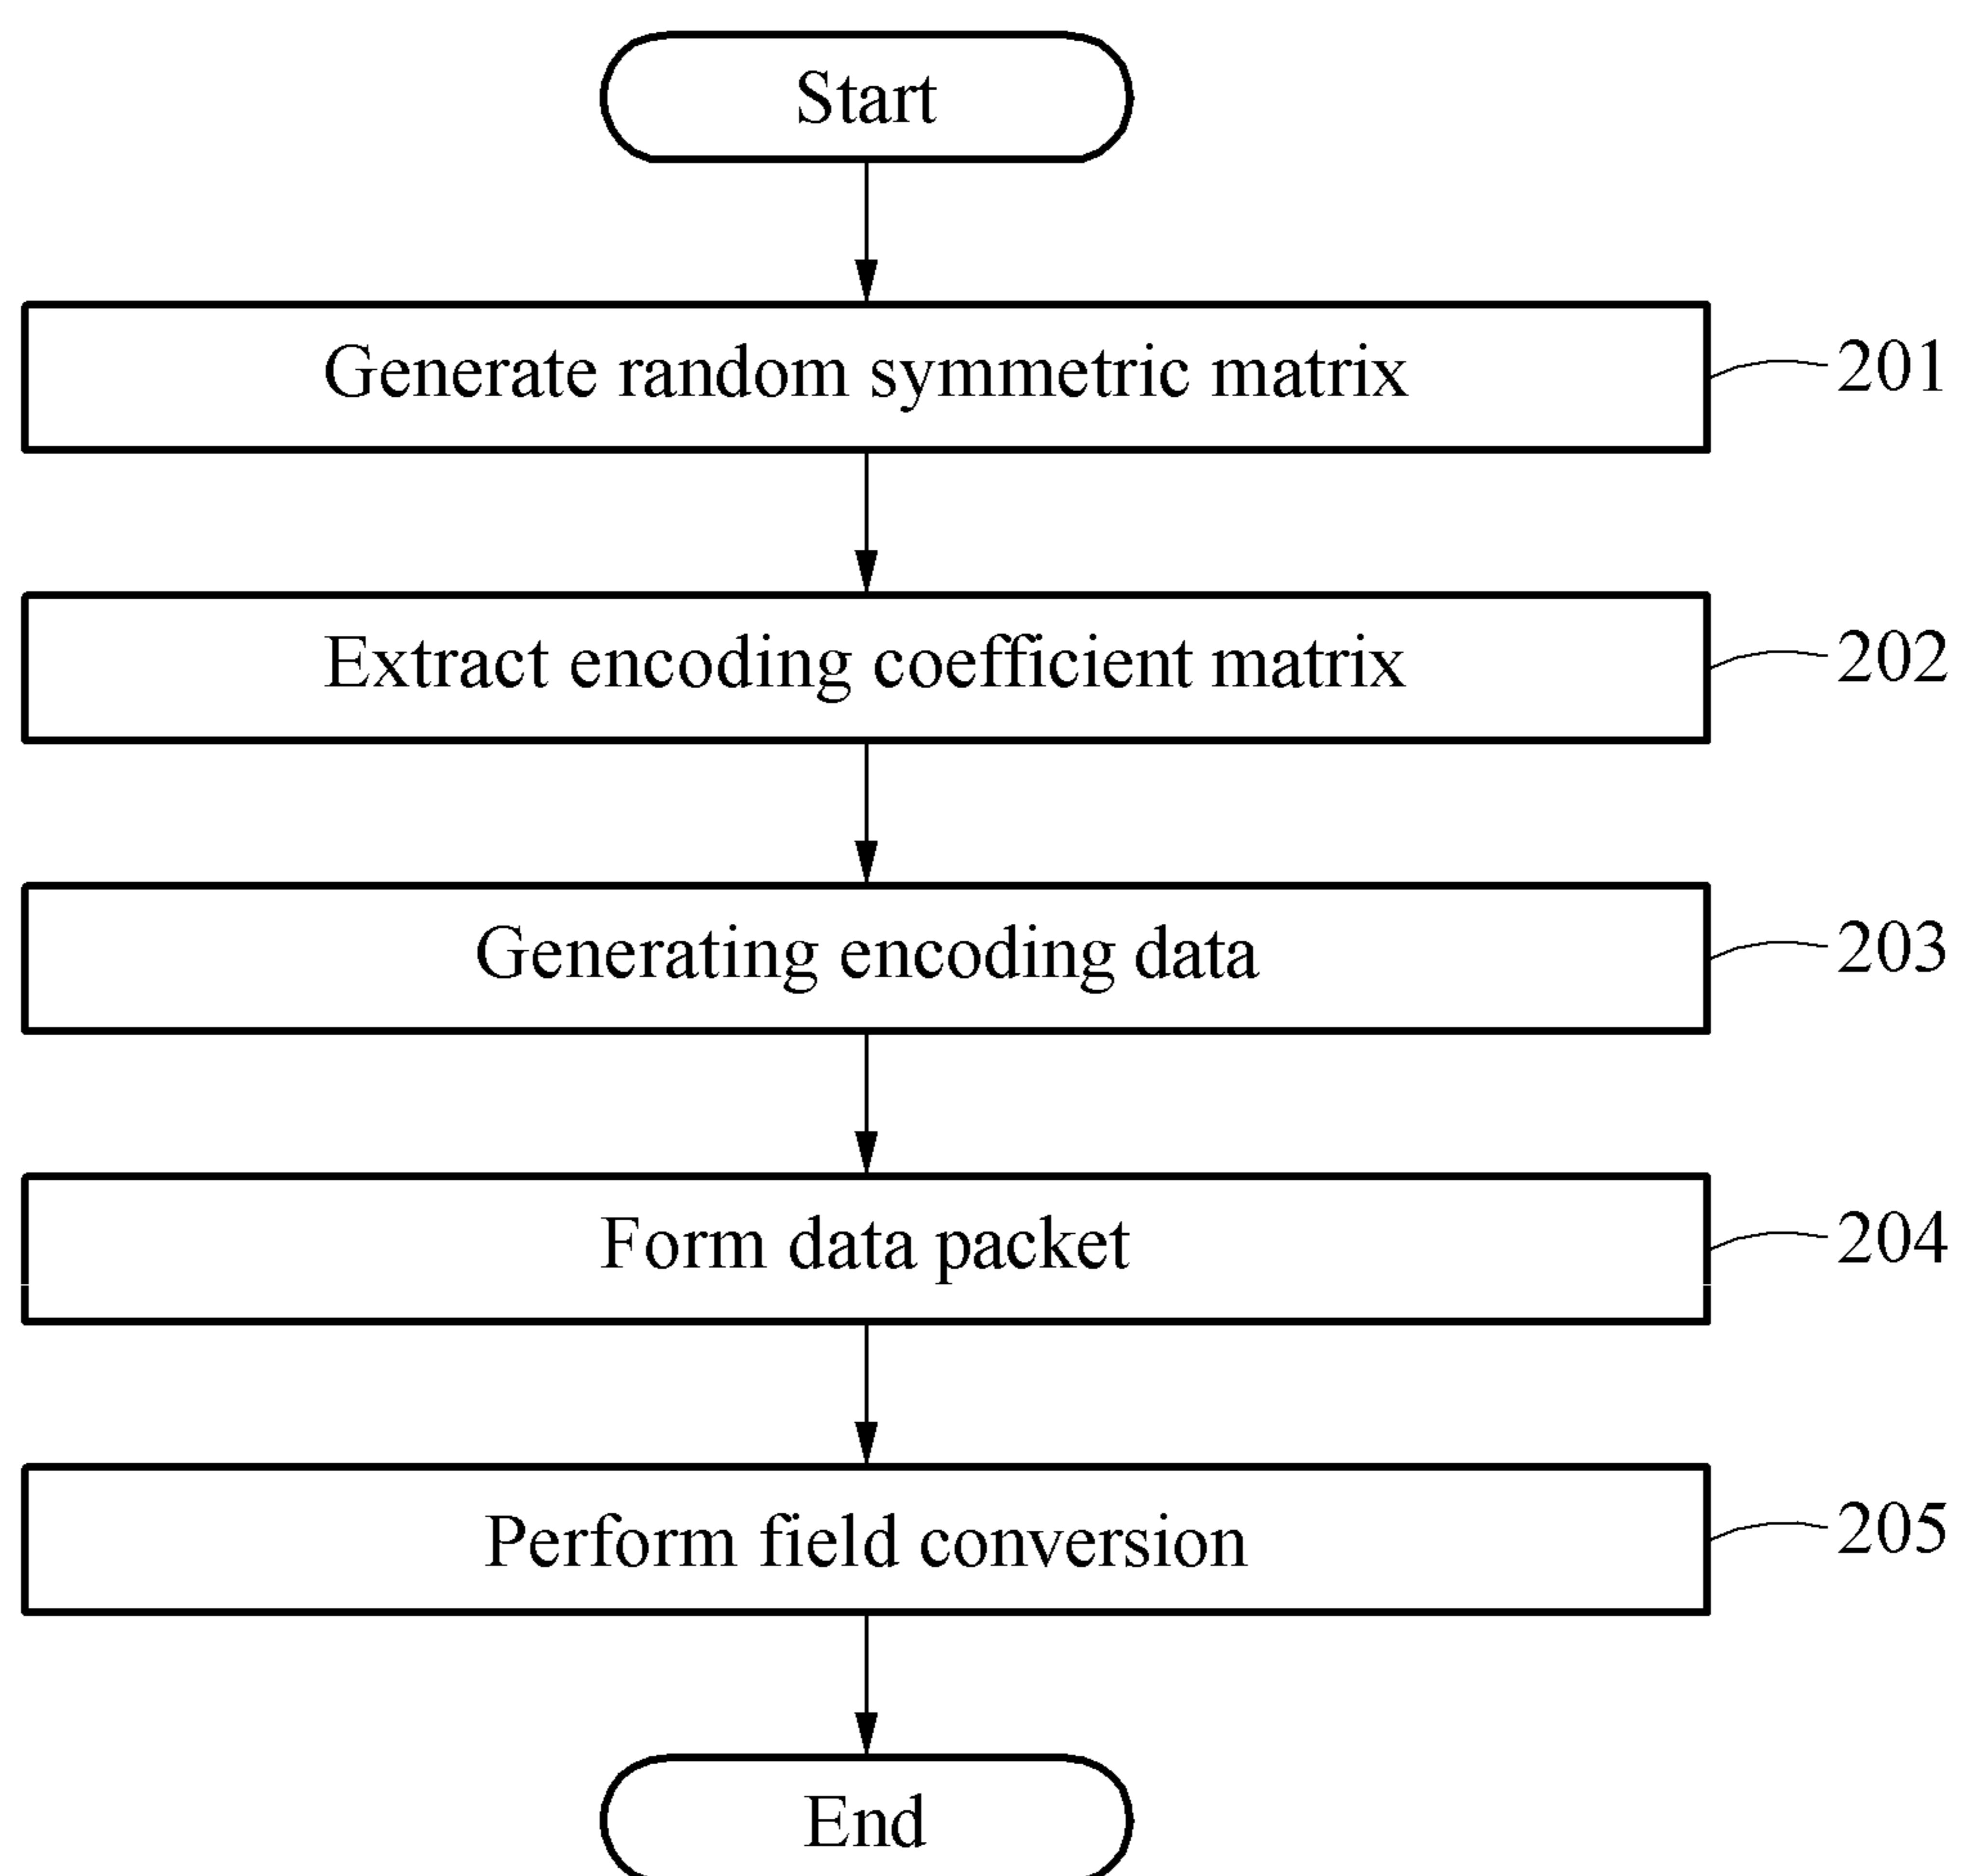 Start
Generate random symmetric matrix
201
Extract encoding coefficient matrix
202
Generating encoding data
203
Form data packet
204
Perform field conversion
205
End